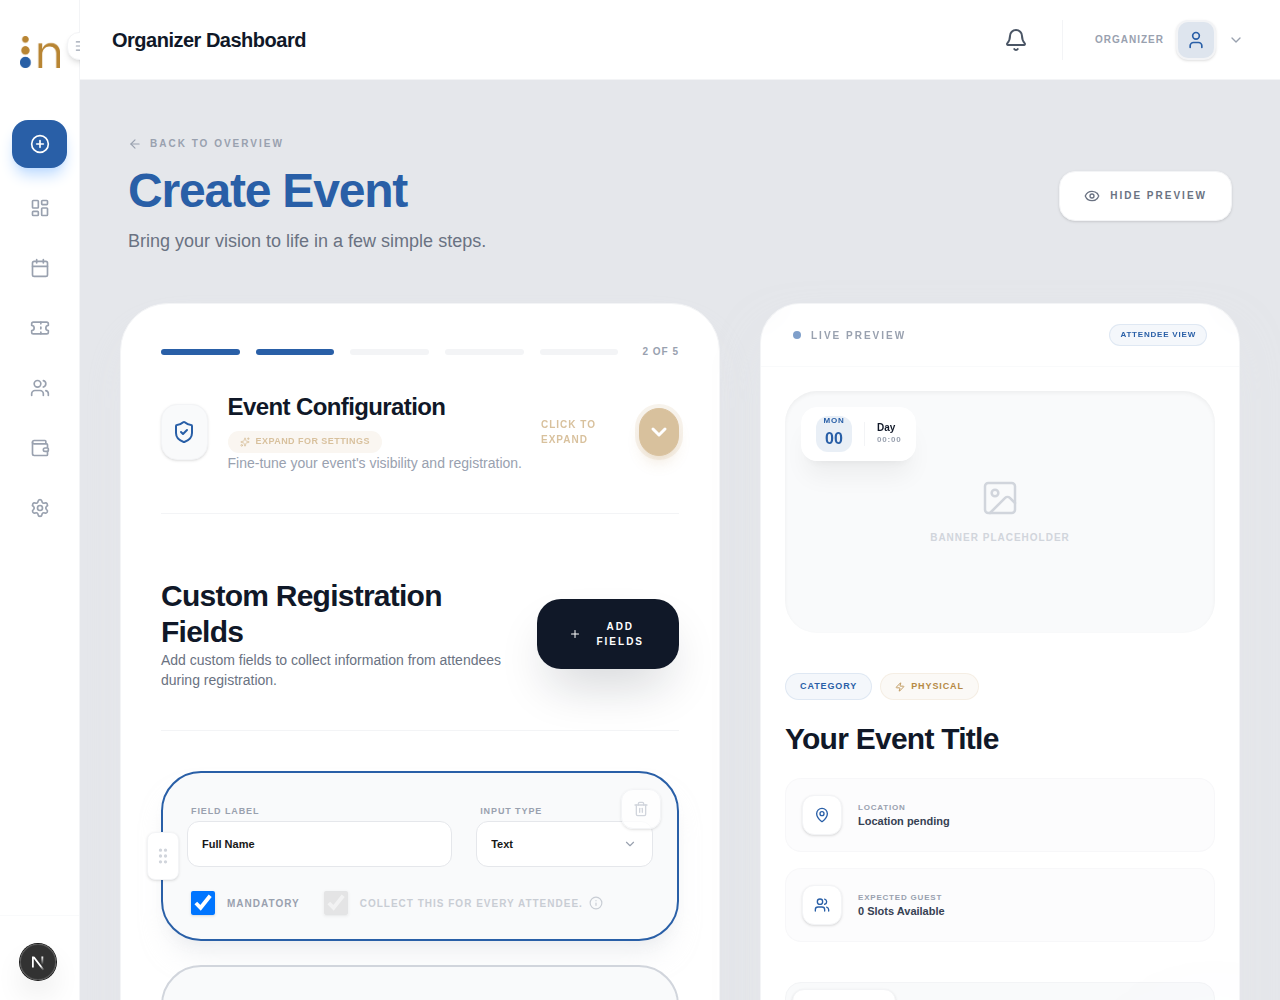 in
Organizer Dashboard
ORGANIZER
BACK TO OVERVIEW
Create Event
Bring your vision to life in a few simple steps.
HIDE PREVIEW
2 OF 5
Event Configuration
EXPAND FOR SETTINGS
Fine-tune your event's visibility and registration.
CLICK TO
EXPAND
Custom Registration
Fields
Add custom fields to collect information from attendees
during registration.
ADD
FIELDS
FIELD LABEL
INPUT TYPE
Full Name
Text
MANDATORY
COLLECT THIS FOR EVERY ATTENDEE.
LIVE PREVIEW
ATTENDEE VIEW
MON
00
Day
00:00
BANNER PLACEHOLDER
CATEGORY
PHYSICAL
Your Event Title
LOCATION
Location pending
EXPECTED GUEST
0 Slots Available
N